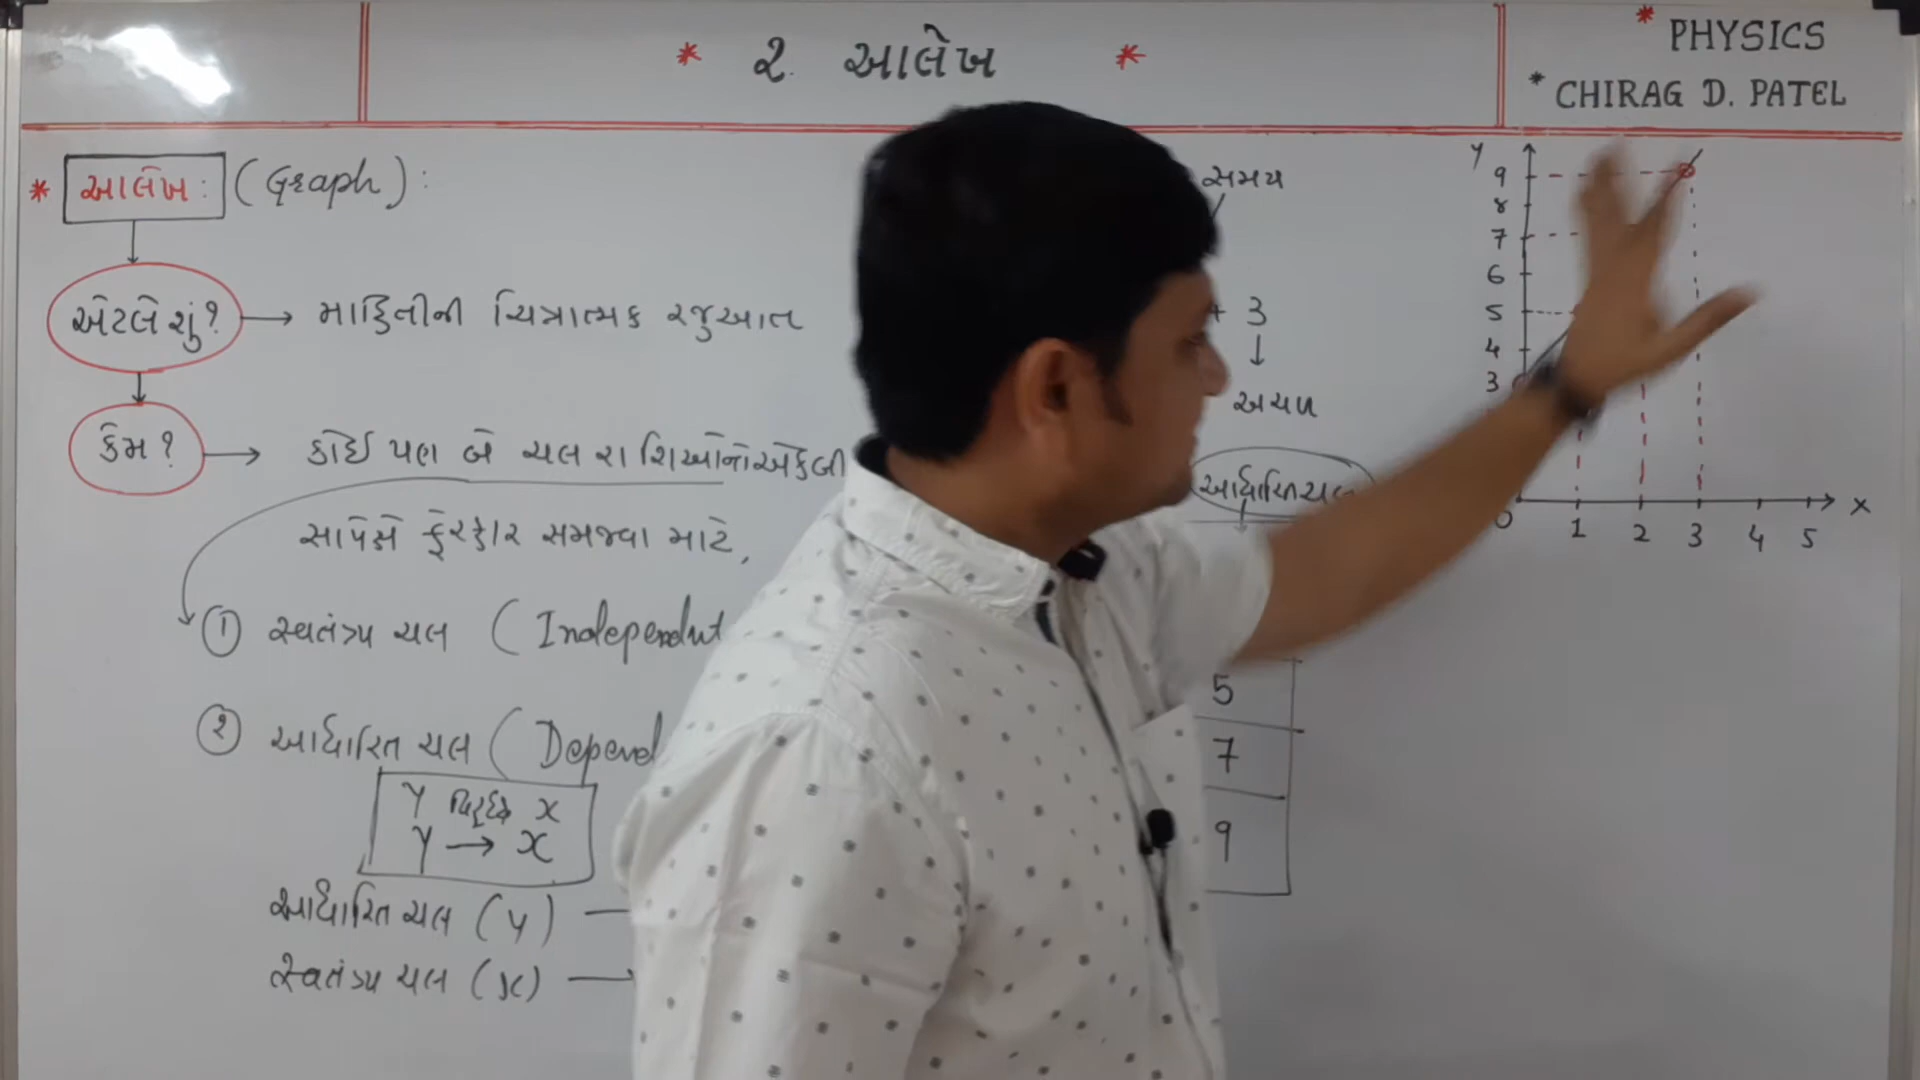 * ૨. આલેખ *
* PHYSICS
* CHIRAG D. PATEL
* આલેખ: (Graph):
એટલે શું? → માહિતીની ચિત્રાત્મક રજુઆત
કેમ? → કોઈ પણ બે ચલ રાશિઓનો એકબી
સાપેક્ષે ફેરફાર સમજવા માટે,
① સ્વતંત્ર ચલ (Independut
② આધારિત ચલ (Depend
Y વિરુદ્ધ x
Y → x
આધારિત ચલ (y) —
સ્વતંત્ર ચલ (x) —
સમય
+ 3
↓
અચળ
આધારિત ચલ
5
7
9
Y
9
8
7
6
5
4
3
0 1 2 3 4 5 x